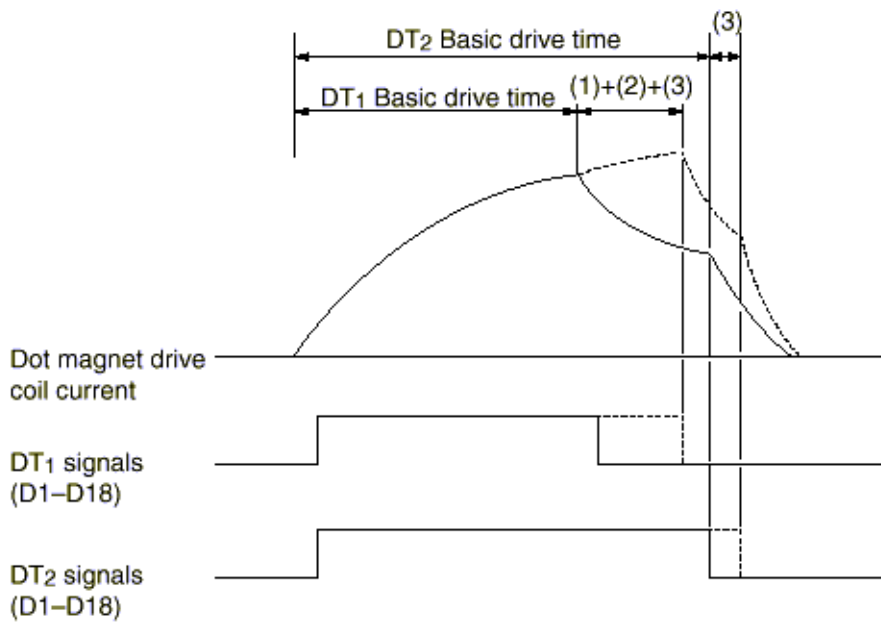 (3)
DT2 Basic drive time
(1)+(2)+(3)
DT1 Basic drive time
Dot magnet drive
coil current
DT1 signals
(D1–D18)
DT2 signals
(D1–D18)